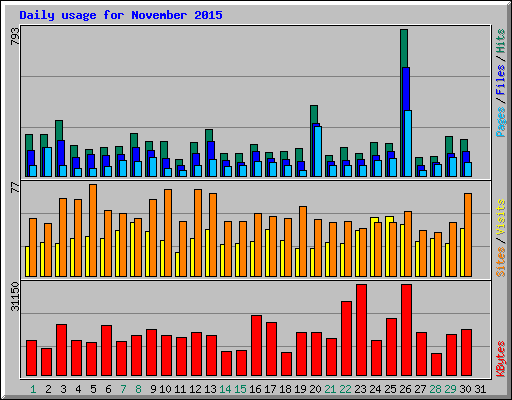 Daily usage for November 2015
793
Pages / Files / Hits
77
Sites / Visits
31150
KBytes
1 2 3 4 5 6 7 8 9 10 11 12 13 14 15 16 17 18 19 20 21 22 23 24 25 26 27 28 29 30 31